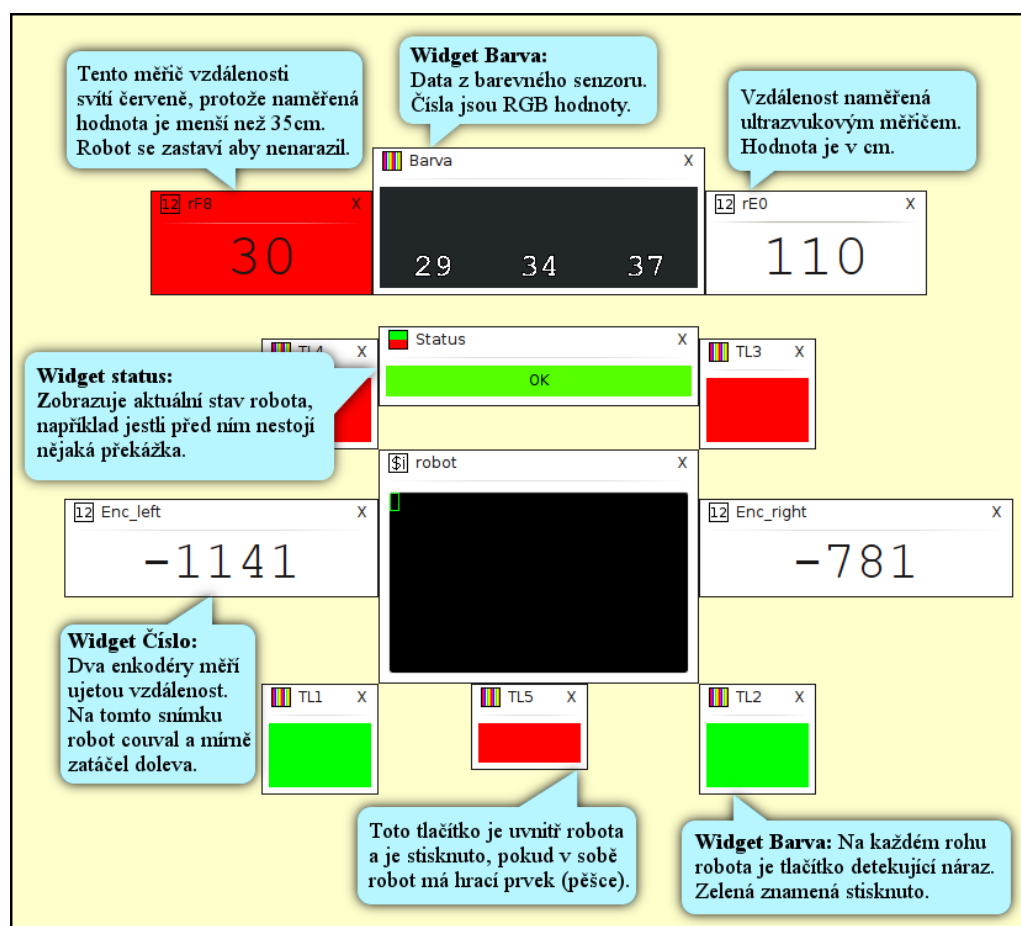 Tento měřič vzdálenosti
svítí červeně, protože naměřená
hodnota je menší než 35cm.
Robot se zastaví aby nenarazil.
Widget Barva:
Data z barevného senzoru.
Čísla jsou RGB hodnoty.
Vzdálenost naměřená
ultrazvukovým měřičem.
Hodnota je v cm.
12 rF8 X
30
Barva X
29 34 37
12 rE0 X
110
TL4 X
Status X
OK
TL3 X
Widget status:
Zobrazuje aktuální stav robota,
například jestli před ním nestojí
nějaká překážka.
$i robot X
12 Enc_left X
-1141
12 Enc_right X
-781
Widget Číslo:
Dva enkodéry měří
ujetou vzdálenost.
Na tomto snímku
robot couval a mírně
zatáčel doleva.
TL1 X
TL5 X
TL2 X
Toto tlačítko je uvnitř robota
a je stisknuto, pokud v sobě
robot má hrací prvek (pěšce).
Widget Barva: Na každém rohu
robota je tlačítko detekující náraz.
Zelená znamená stisknuto.